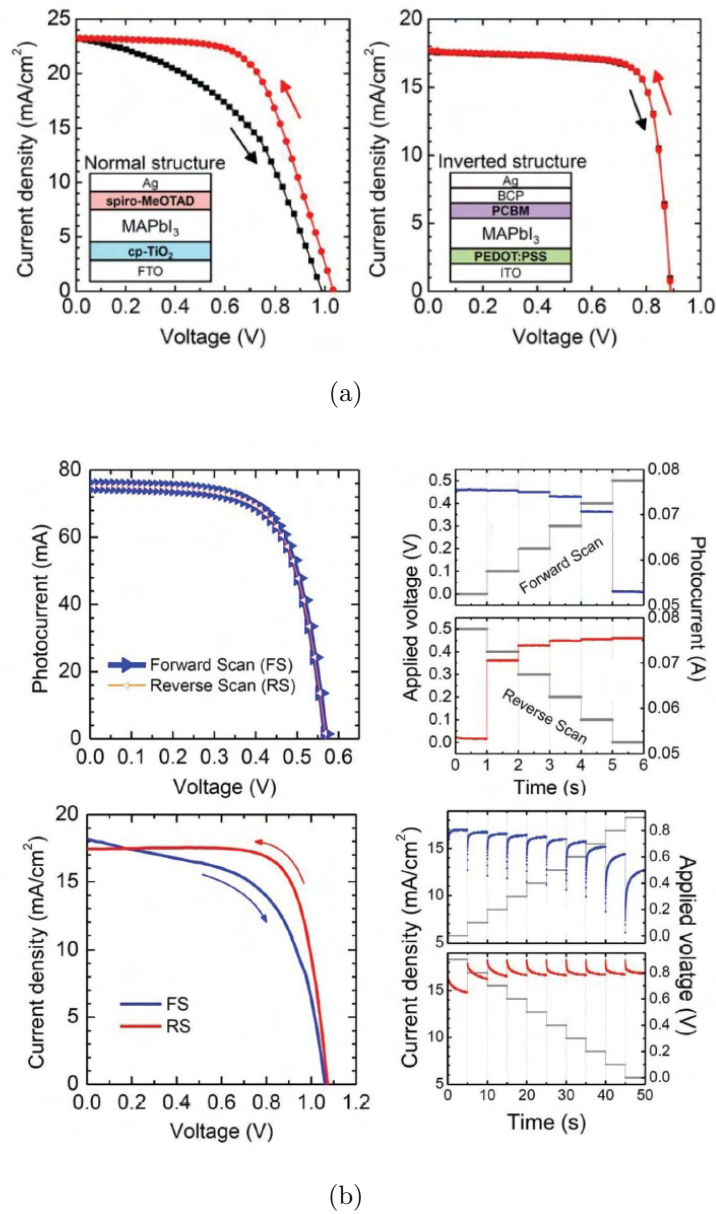 25
20
15
10
5
0
Current density (mA/cm²)
Normal structure
Ag
spiro-MeOTAD
MAPbI₃
cp-TiO₂
FTO
0.0 0.2 0.4 0.6 0.8 1.0
Voltage (V)
20
15
10
5
0
Current density (mA/cm²)
Inverted structure
Ag
BCP
PCBM
MAPbI₃
PEDOT:PSS
ITO
0.0 0.2 0.4 0.6 0.8 1.0
Voltage (V)
(a)
80
60
40
20
0
Photocurrent (mA)
Forward Scan (FS)
Reverse Scan (RS)
0.0 0.1 0.2 0.3 0.4 0.5 0.6
Voltage (V)
0.5
0.4
0.3
0.2
0.1
0.0
Forward Scan
0.08
0.07
0.06
0.05
0.5
0.4
0.3
0.2
0.1
0.0
Reverse Scan
0.08
0.07
0.06
0.05
Applied voltage (V)
Photocurrent (A)
0 1 2 3 4 5 6
Time (s)
20
15
10
5
0
Current density (mA/cm²)
FS
RS
0.0 0.2 0.4 0.6 0.8 1.0 1.2
Voltage (V)
15
10
5
0.8
0.6
0.4
0.2
0.0
15
10
5
0.8
0.6
0.4
0.2
0.0
Current density (mA/cm²)
Applied volatge (V)
0 10 20 30 40 50
Time (s)
(b)